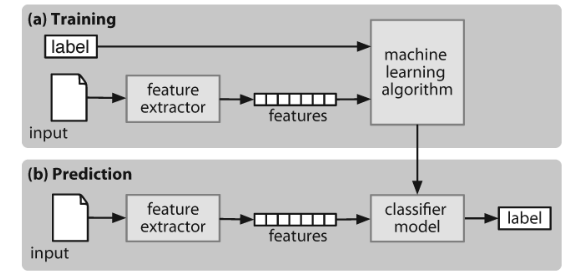 (a) Training
label
machine
learning
algorithm
feature
extractor
features
input
(b) Prediction
feature
extractor
features
classifier
model
label
input